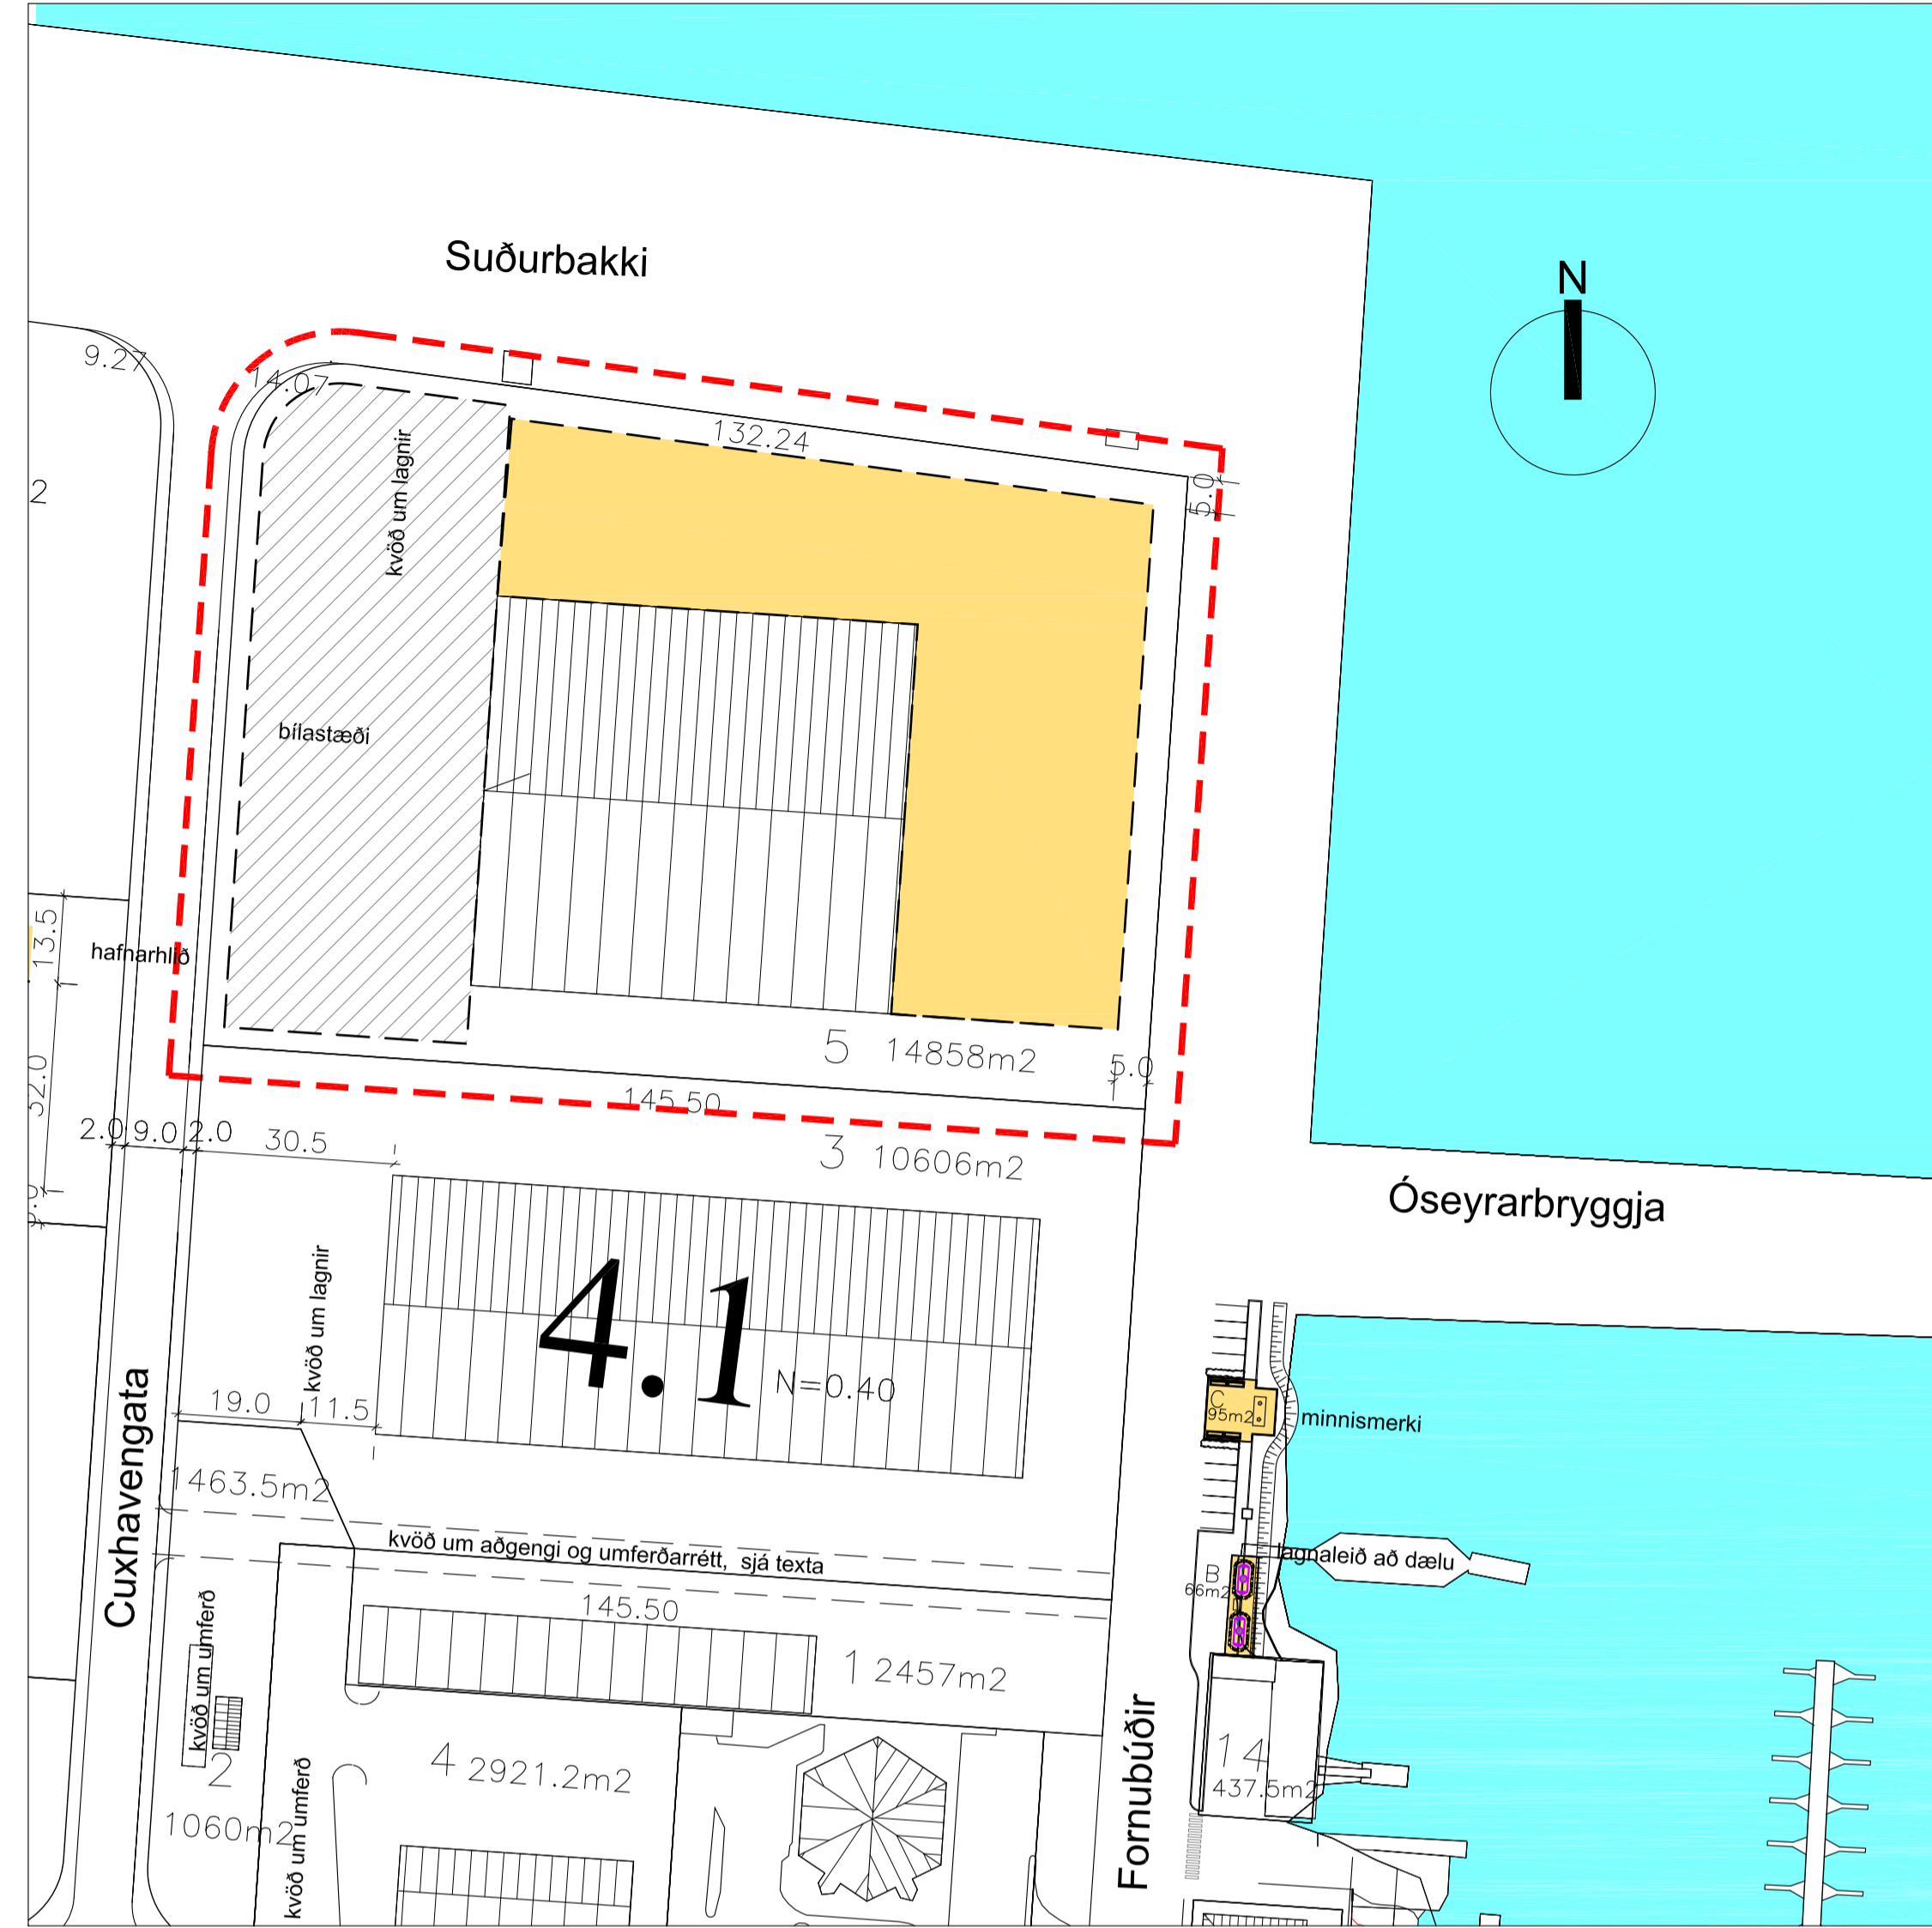 Suðurbakki
N
9.27
14.07
132.24
kvöð um lagnir
5.0
2
bílastæði
13.5
hafnarhlið
5 14858m2
5.0
145.50
2.0 9.0 2.0
30.5
3 10606m2
Óseyrarbryggja
kvöð um lagnir
4.1
N=0.40
19.0
11.5
C
95m2
minnismerki
1463.5m2
Cuxhavengata
kvöð um aðgengi og umferðarrétt, sjá texta
lagnaleið að dælu
B
66m2
145.50
kvöð um umferð
1 2457m2
Fornubúðir
4 2921.2m2
2
1060m2
kvöð um umferð
14
437.5m2